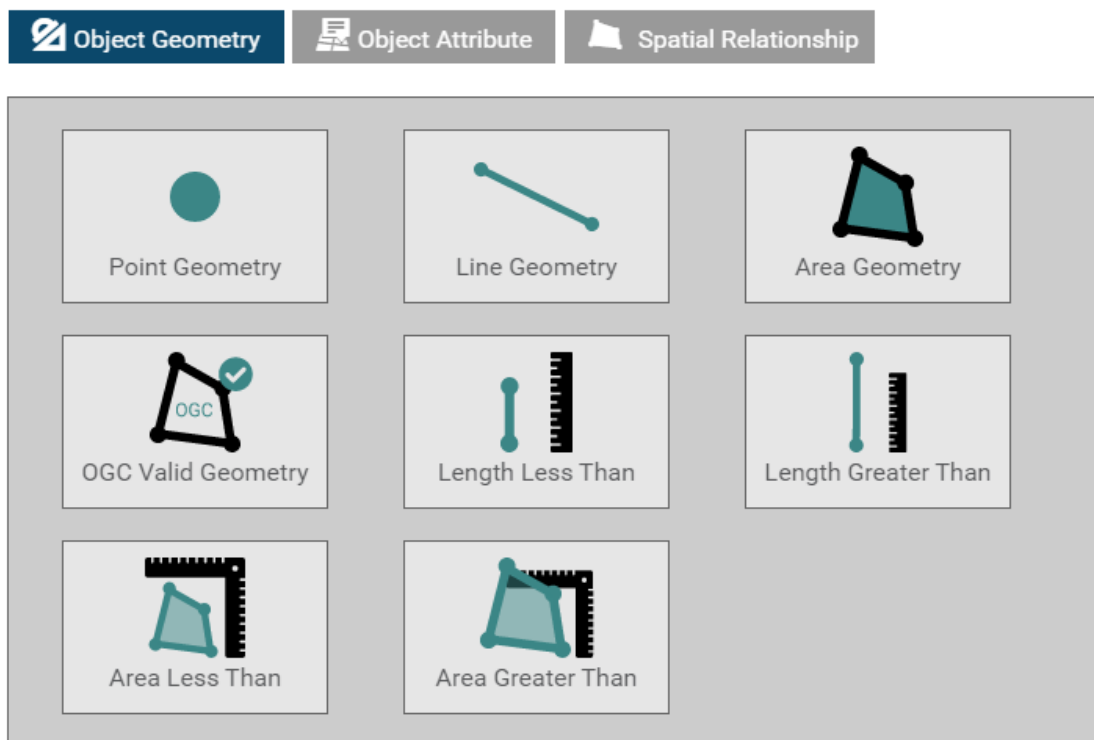 Object Geometry
Object Attribute
Spatial Relationship
Point Geometry
Line Geometry
Area Geometry
OGC
OGC Valid Geometry
Length Less Than
Length Greater Than
Area Less Than
Area Greater Than